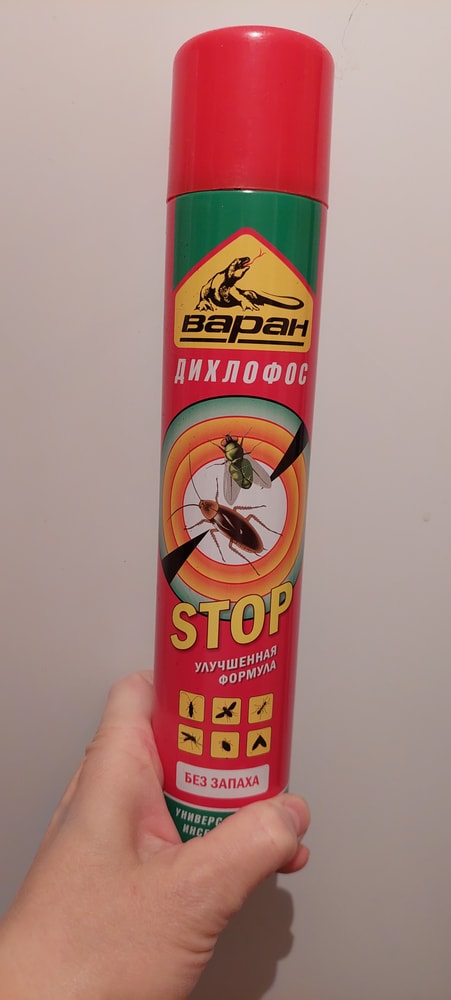 Варан
ДИХЛОФОС
STOP
УЛУЧШЕННАЯ
ФОРМУЛА
БЕЗ ЗАПАХА